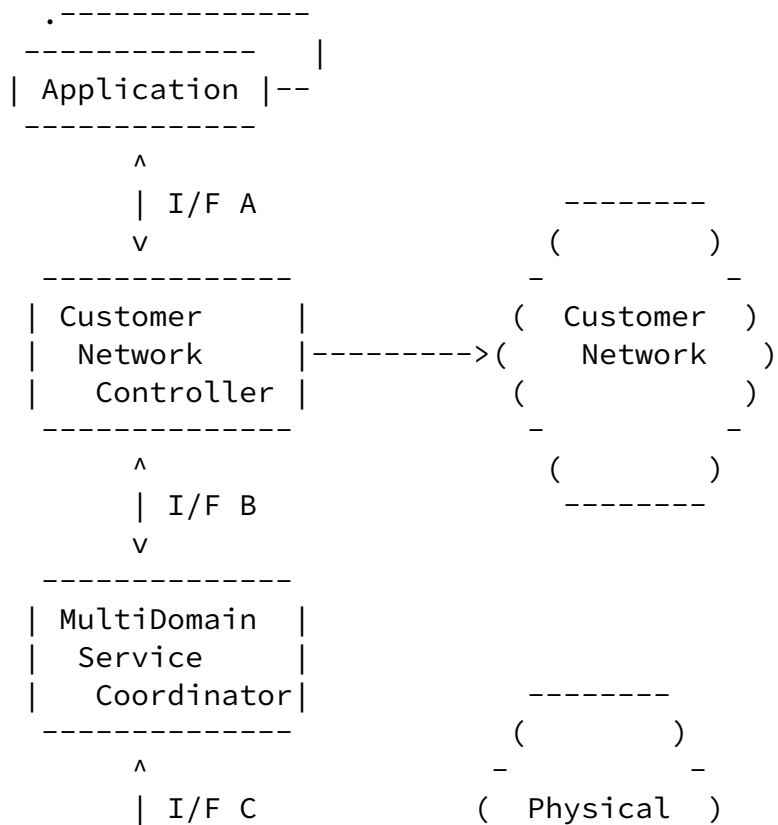 Application
I/F A
Customer
Network
Controller
Customer
Network
I/F B
MultiDomain
Service
Coordinator
I/F C
Physical